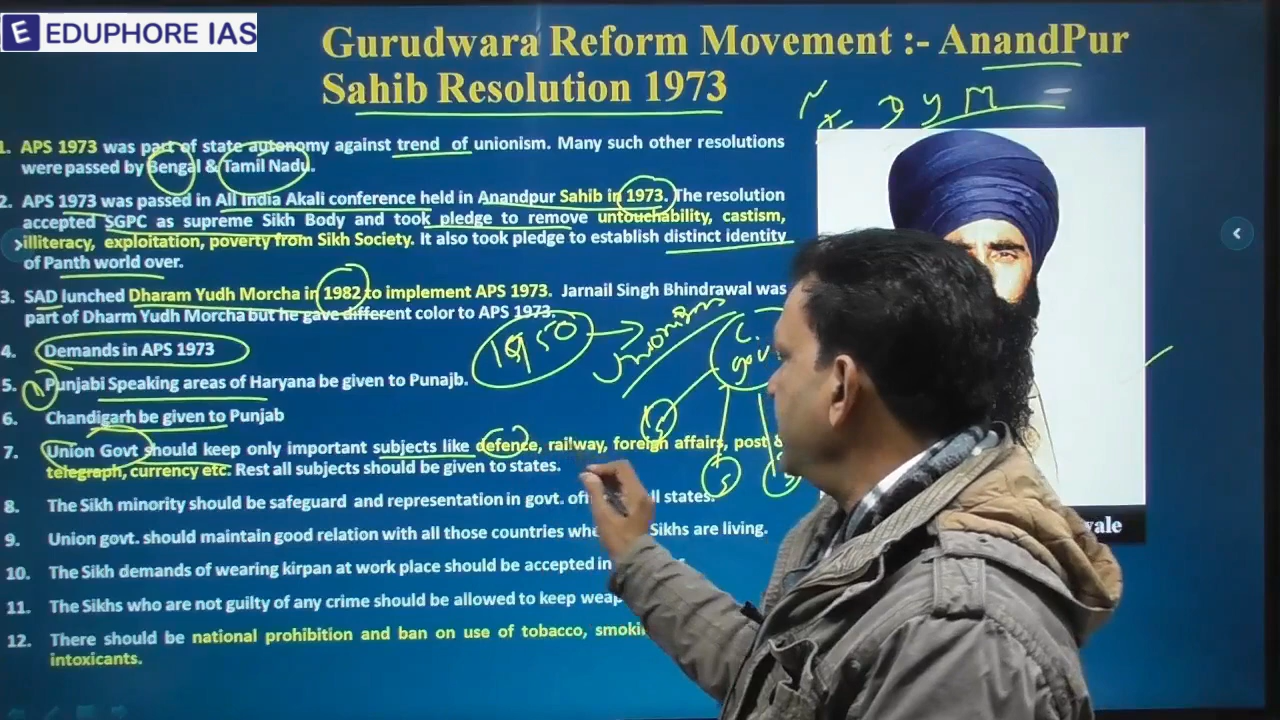 E EDUPHORE IAS
Gurudwara Reform Movement :- AnandPur
Sahib Resolution 1973
1. APS 1973 was part of state autonomy against trend of unionism. Many such other resolutions
were passed by Bengal & Tamil Nadu.
2. APS 1973 was passed in All India Akali conference held in Anandpur Sahib in 1973. The resolution
accepted SGPC as supreme Sikh Body and took pledge to remove untouchability, castism,
illiteracy, exploitation, poverty from Sikh Society. It also took pledge to establish distinct identity
of Panth world over.
3. SAD lunched Dharam Yudh Morcha in 1982 to implement APS 1973. Jarnail Singh Bhindrawal was
part of Dharm Yudh Morcha but he gave different color to APS 1973.
4. Demands in APS 1973
5. Punjabi Speaking areas of Haryana be given to Punajb.
6. Chandigarh be given to Punjab
7. Union Govt should keep only important subjects like defence, railway, foreign affairs, post &
telegraph, currency etc. Rest all subjects should be given to states.
8. The Sikh minority should be safeguard and representation in govt. of all states.
9. Union govt. should maintain good relation with all those countries Sikhs are living.
10. The Sikh demands of wearing kirpan at work place should be accepted in
11. The Sikhs who are not guilty of any crime should be allowed to keep
12. There should be national prohibition and ban on use of tobacco,
intoxicants.
D Y M
1950
Unionism
C
gov
S
S
S